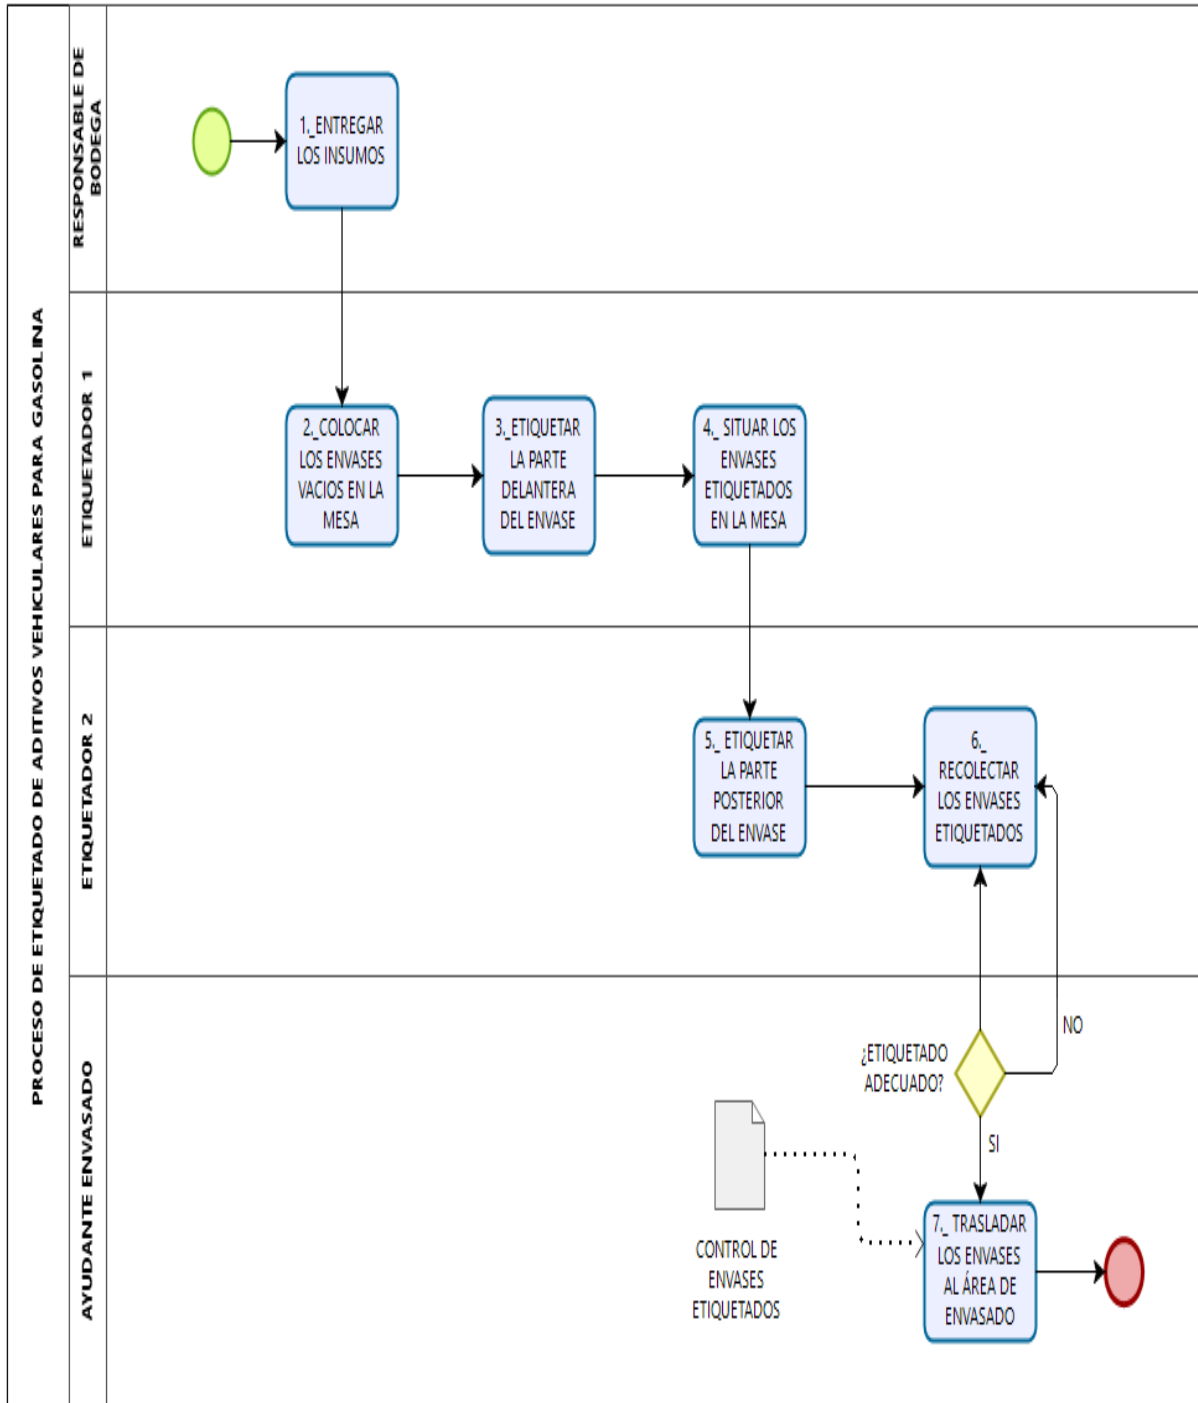 PROCESO DE ETIQUETADO DE ADITIVOS VEHICULARES PARA GASOLINA
RESPONSABLE DE
BODEGA
1._ENTREGAR
LOS INSUMOS
ETIQUETADOR 1
2._COLOCAR
LOS ENVASES
VACIOS EN LA
MESA
3._ETIQUETAR
LA PARTE
DELANTERA
DEL ENVASE
4._ SITUAR LOS
ENVASES
ETIQUETADOS
EN LA MESA
ETIQUETADOR 2
5._ ETIQUETAR
LA PARTE
POSTERIOR
DEL ENVASE
6._
RECOLECTAR
LOS ENVASES
ETIQUETADOS
AYUDANTE ENVASADO
¿ETIQUETADO
ADECUADO?
NO
SI
CONTROL DE
ENVASES
ETIQUETADOS
7._ TRASLADAR
LOS ENVASES
AL ÁREA DE
ENVASADO